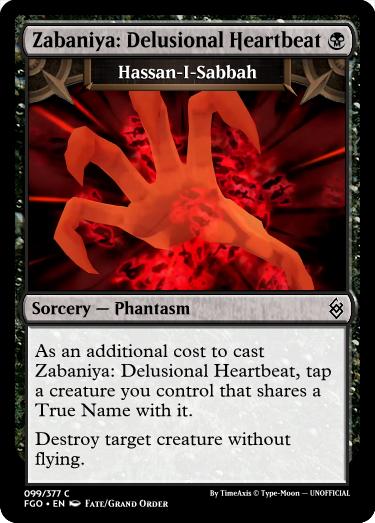 Zabaniya: Delusional Heartbeat
Hassan-I-Sabbah
Sorcery — Phantasm
As an additional cost to cast
Zabaniya: Delusional Heartbeat, tap
a creature you control that shares a
True Name with it.
Destroy target creature without
flying.
099/377 C
FGO • EN Fate/Grand Order
By TimeAxis © Type-Moon — UNOFFICIAL